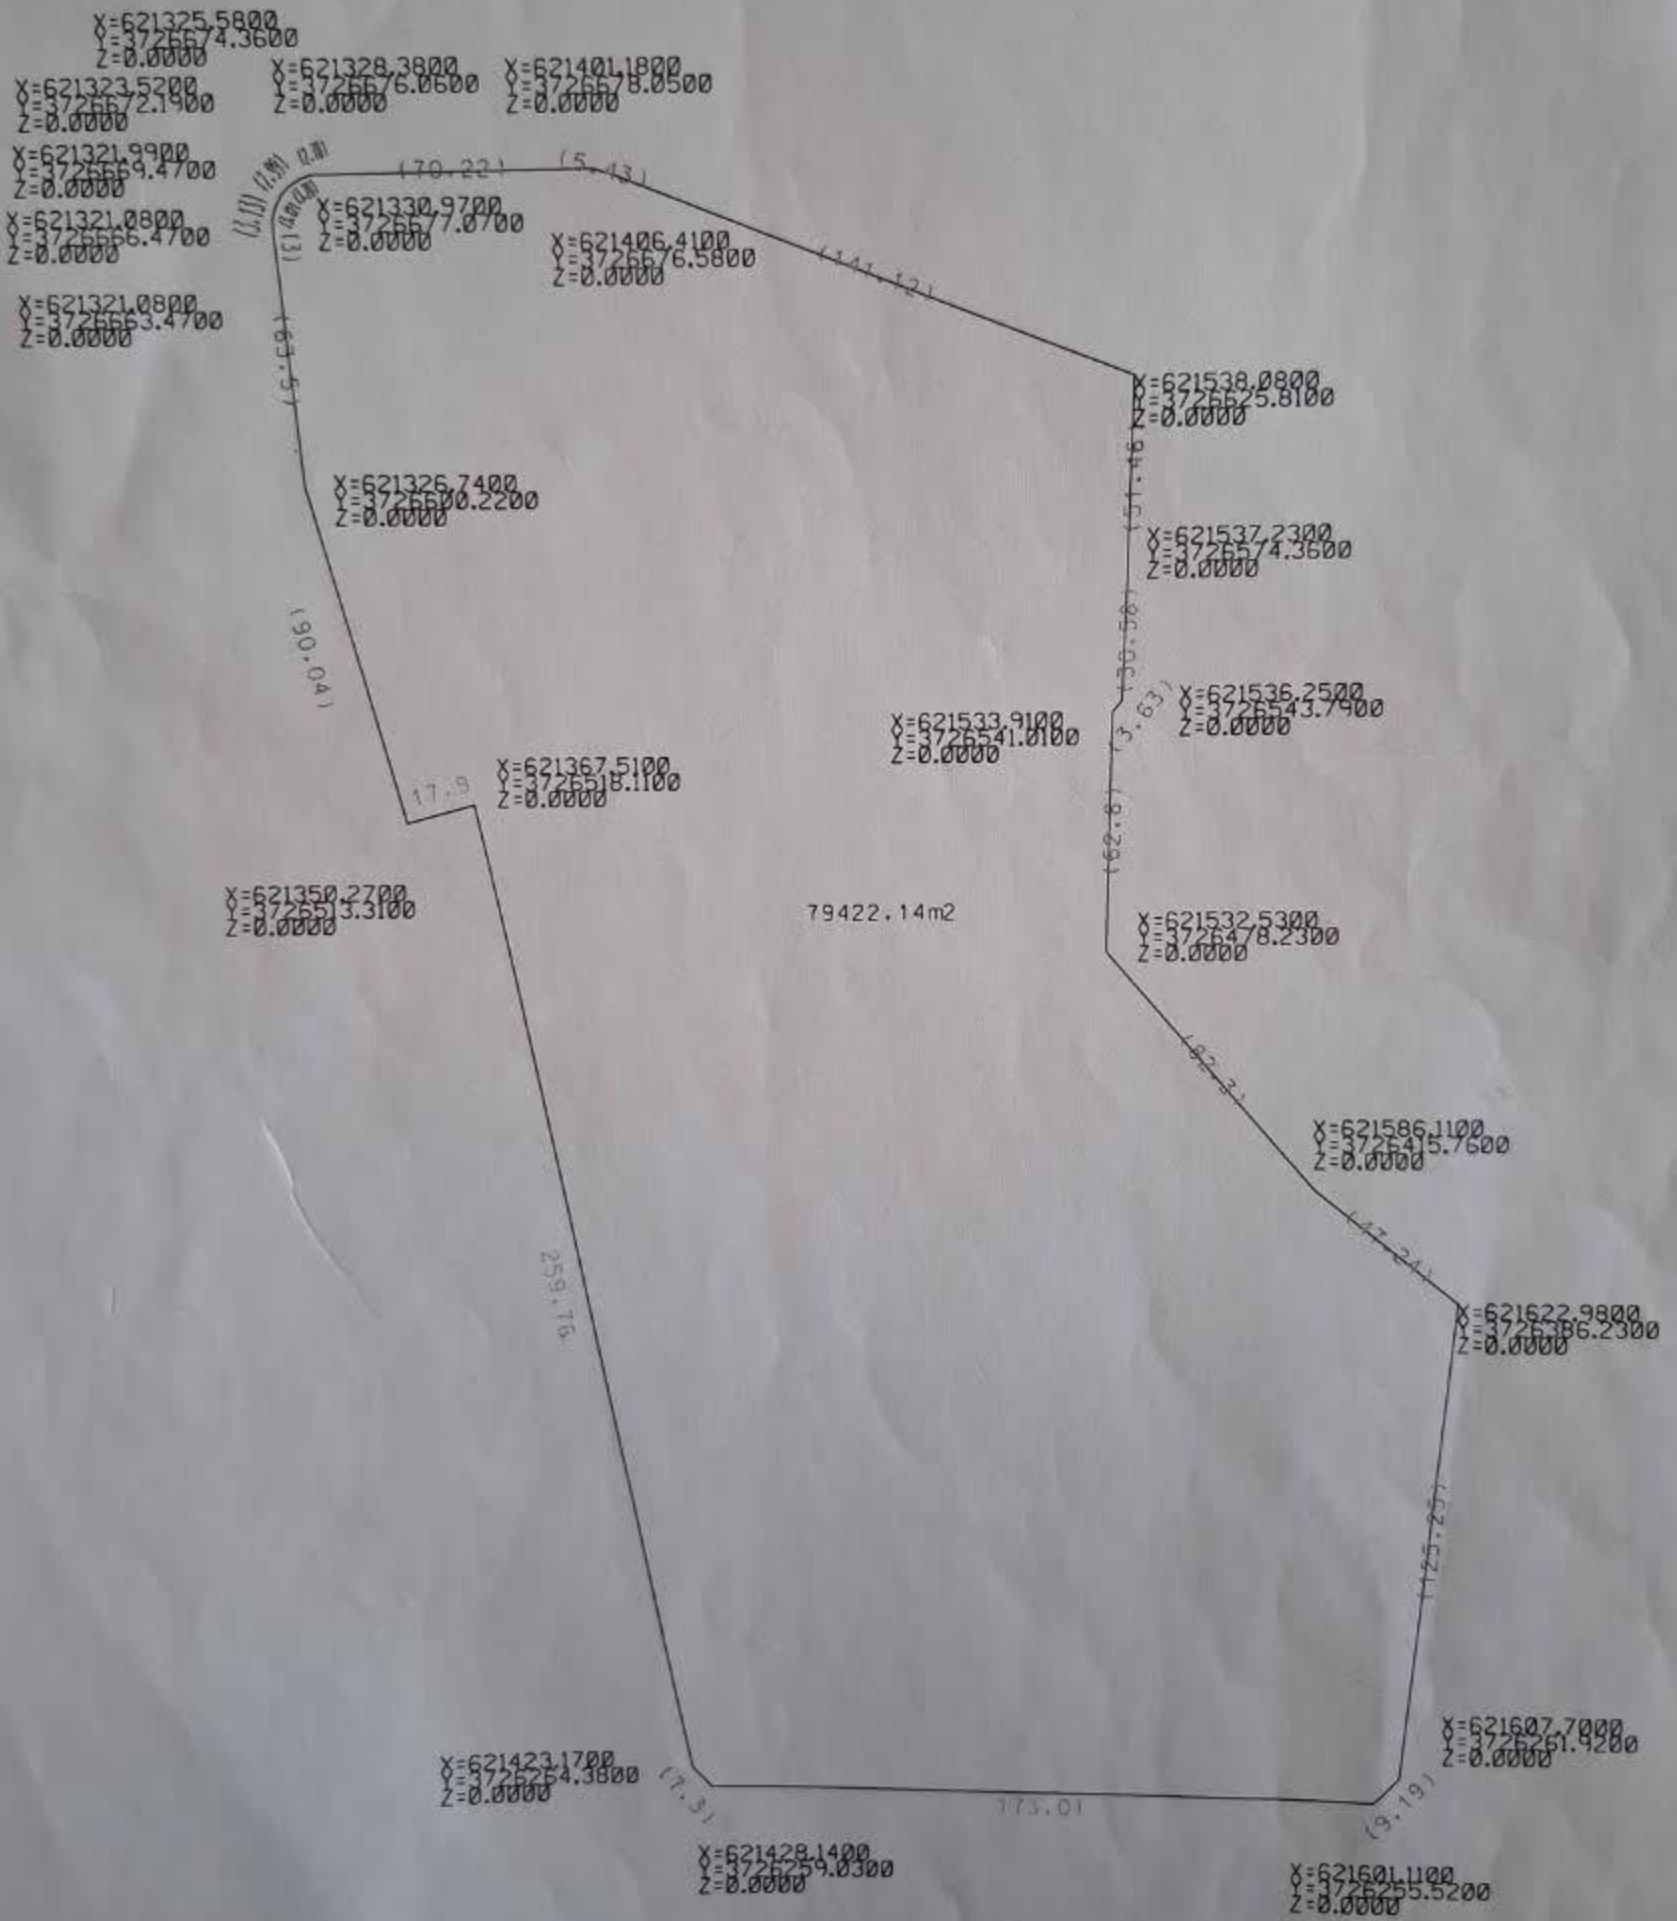 X=621325.5800
Y=3726674.3600
Z=0.0000
X=621328.3800
Y=3726676.0600
Z=0.0000
X=621401.1800
Y=3726678.0500
Z=0.0000
X=621323.5200
Y=3726672.1900
Z=0.0000
X=621321.9900
Y=3726669.4700
Z=0.0000
(3.13)
(2.99)
(70.22)
(5.43)
X=621321.0800
Y=3726666.4700
Z=0.0000
(3)
X=621330.9700
Y=3726677.0700
Z=0.0000
X=621406.4100
Y=3726676.5800
Z=0.0000
(141.12)
X=621321.0800
Y=3726663.4700
Z=0.0000
(63.5)
X=621538.0800
Y=3726625.8100
Z=0.0000
(51.46)
X=621326.7400
Y=3726600.2200
Z=0.0000
X=621537.2300
Y=3726574.3600
Z=0.0000
(90.04)
(30.58)
X=621536.2500
Y=3726543.7900
Z=0.0000
(3.63)
X=621533.9100
Y=3726541.0100
Z=0.0000
17.9
X=621367.5100
Y=3726518.1100
Z=0.0000
(62.8)
X=621350.2700
Y=3726513.3100
Z=0.0000
79422.14m2
X=621532.5300
Y=3726478.2300
Z=0.0000
(82.3)
X=621586.1100
Y=3726415.7600
Z=0.0000
(47.24)
259.76
X=621622.9800
Y=3726386.2300
Z=0.0000
(125.25)
X=621607.7000
Y=3726261.9200
Z=0.0000
X=621423.1700
Y=3726264.3800
Z=0.0000
(7.3)
173.01
(9.19)
X=621428.1400
Y=3726259.0300
Z=0.0000
X=621601.1100
Y=3726255.5200
Z=0.0000